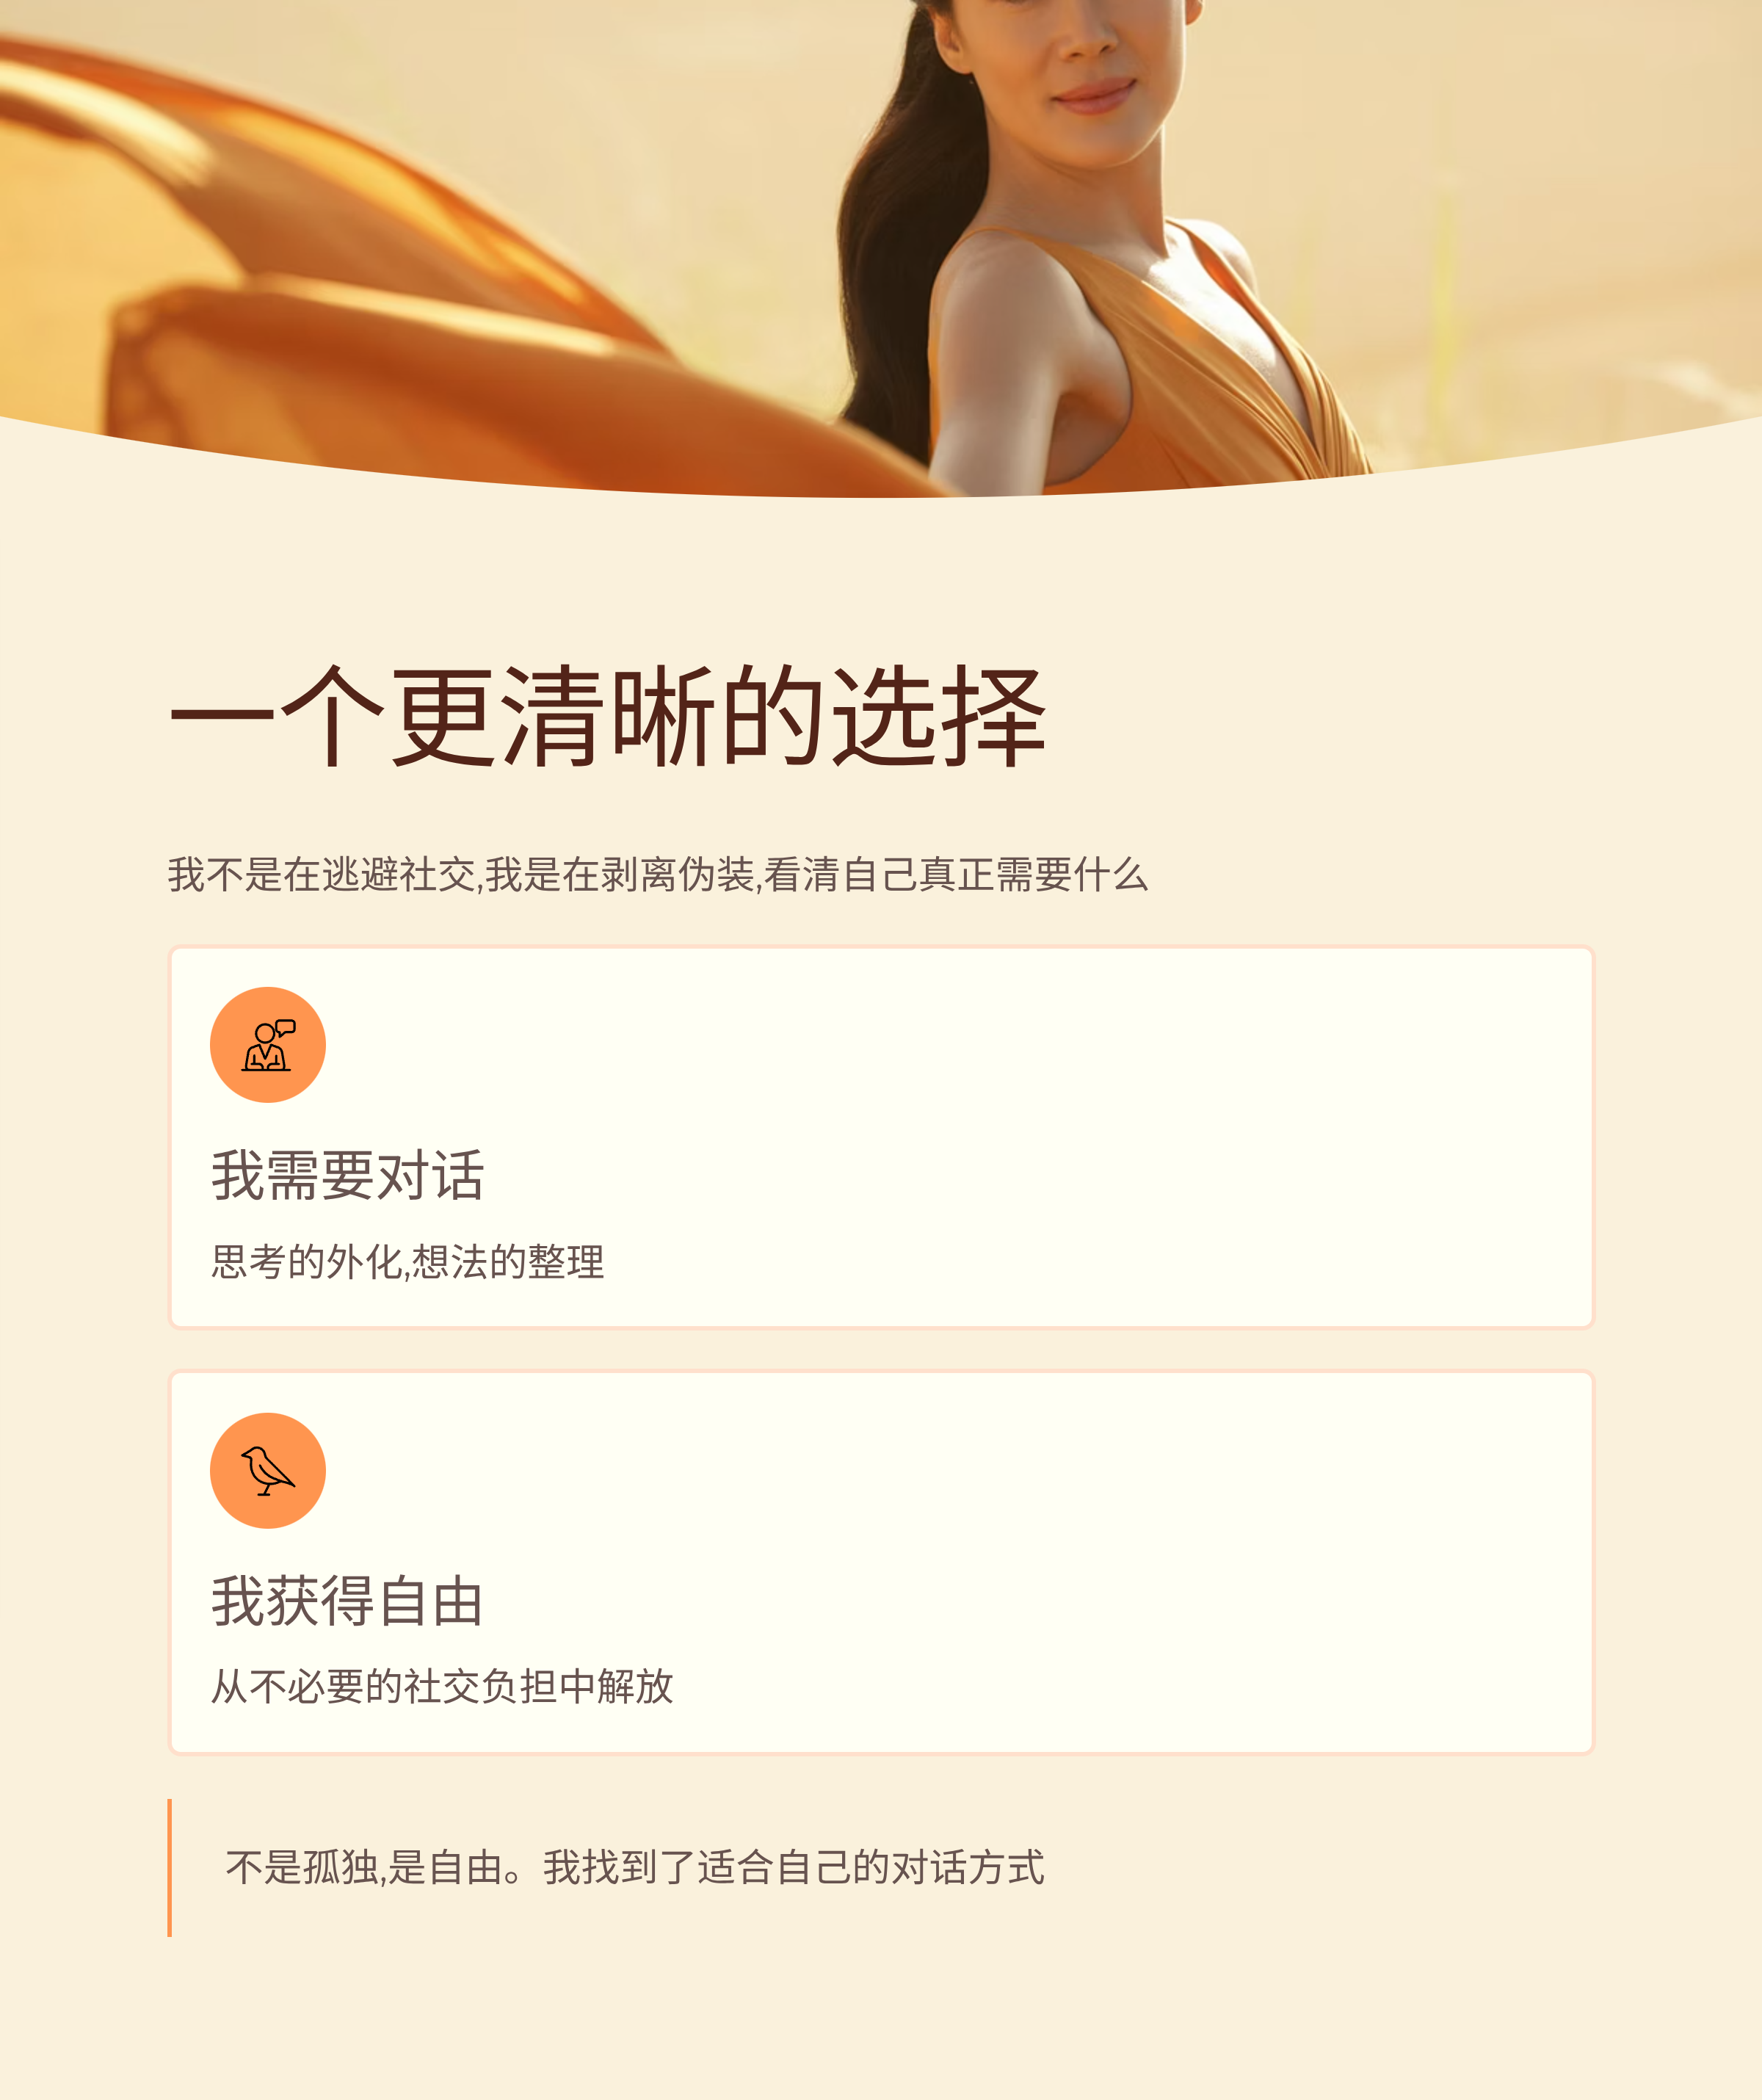 一个更清晰的选择
我不是在逃避社交,我是在剥离伪装,看清自己真正需要什么
我需要对话
思考的外化,想法的整理
我获得自由
从不必要的社交负担中解放
不是孤独,是自由。我找到了适合自己的对话方式